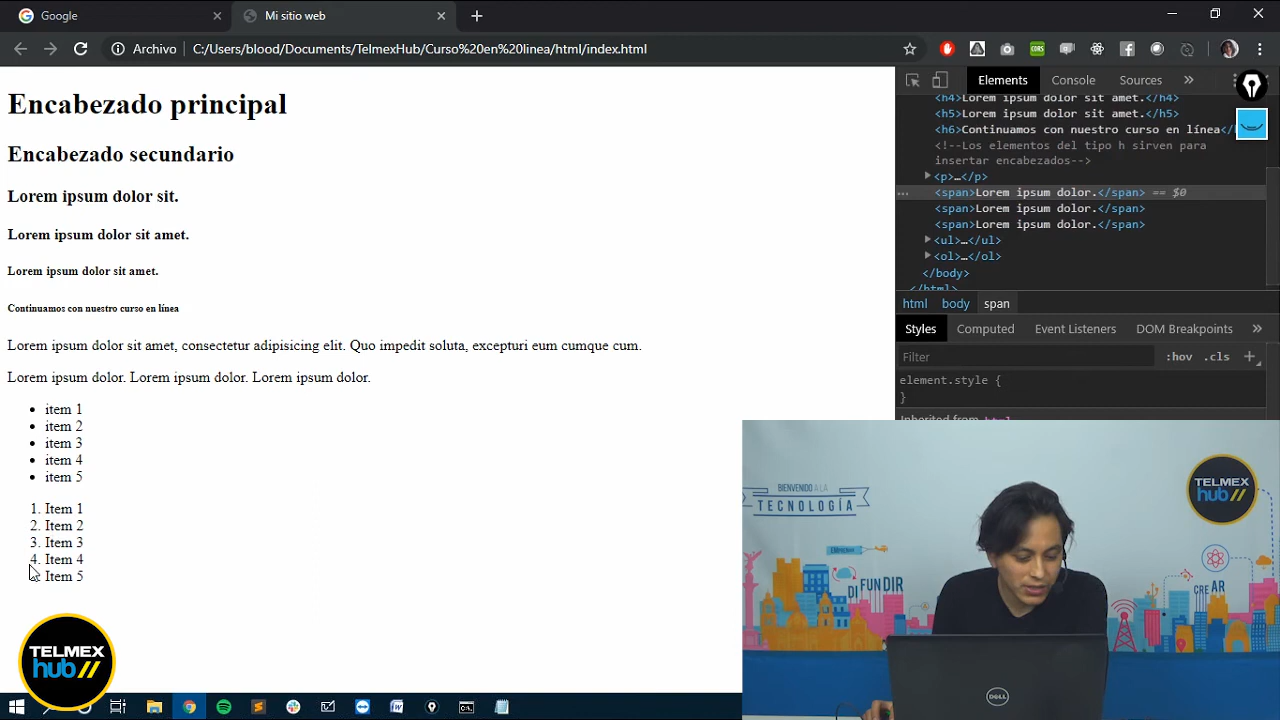 Google
Mi sitio web
Archivo
C:/Users/blood/Documents/TelmexHub/Curso%20en%20linea/html/index.html
CORS
Encabezado principal
Encabezado secundario
Lorem ipsum dolor sit.
Lorem ipsum dolor sit amet.
Lorem ipsum dolor sit amet.
Continuamos con nuestro curso en línea
Lorem ipsum dolor sit amet, consectetur adipisicing elit. Quo impedit soluta, excepturi eum cumque cum.
Lorem ipsum dolor. Lorem ipsum dolor. Lorem ipsum dolor.
• item 1
• item 2
• item 3
• item 4
• item 5
1. Item 1
2. Item 2
3. Item 3
4. Item 4
Item 5
Elements Console Sources »
<h4>Lorem ipsum dolor sit amet.</h4>
<h5>Lorem ipsum dolor sit amet.</h5>
<h6>Continuamos con nuestro curso en línea</h
<!--Los elementos del tipo h sirven para
insertar encabezados-->
<p>…</p>
<span>Lorem ipsum dolor.</span> == $0
<span>Lorem ipsum dolor.</span>
<span>Lorem ipsum dolor.</span>
<ul>…</ul>
<ol>…</ol>
</body>
</html>
html body span
Styles Computed Event Listeners DOM Breakpoints »
Filter
:hov .cls +
element.style {
}
Inherited from html
BIENVENIDO A LA
TECNOLOGÍA
TELMEX
hub//
DIFUNDIR
CREAR
DELL
TELMEX
hub//